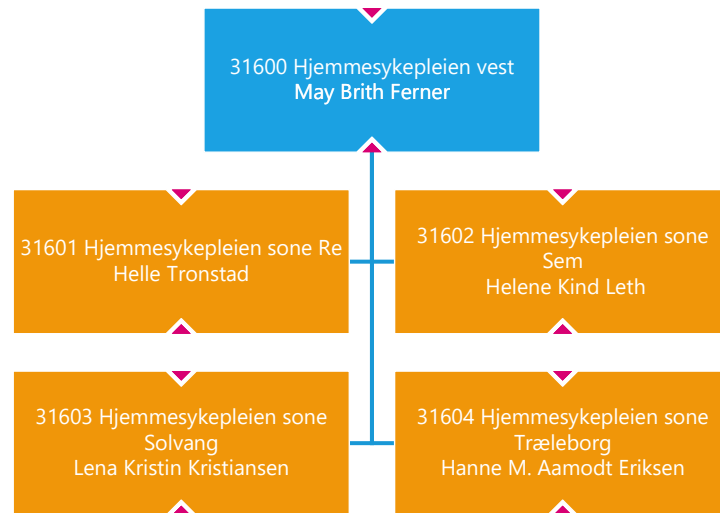 31600 Hjemmesykepleien vest
May Brith Ferner
31601 Hjemmesykepleien sone Re
Helle Tronstad
31602 Hjemmesykepleien sone
Sem
Helene Kind Leth
31603 Hjemmesykepleien sone
Solvang
Lena Kristin Kristiansen
31604 Hjemmesykepleien sone
Træleborg
Hanne M. Aamodt Eriksen